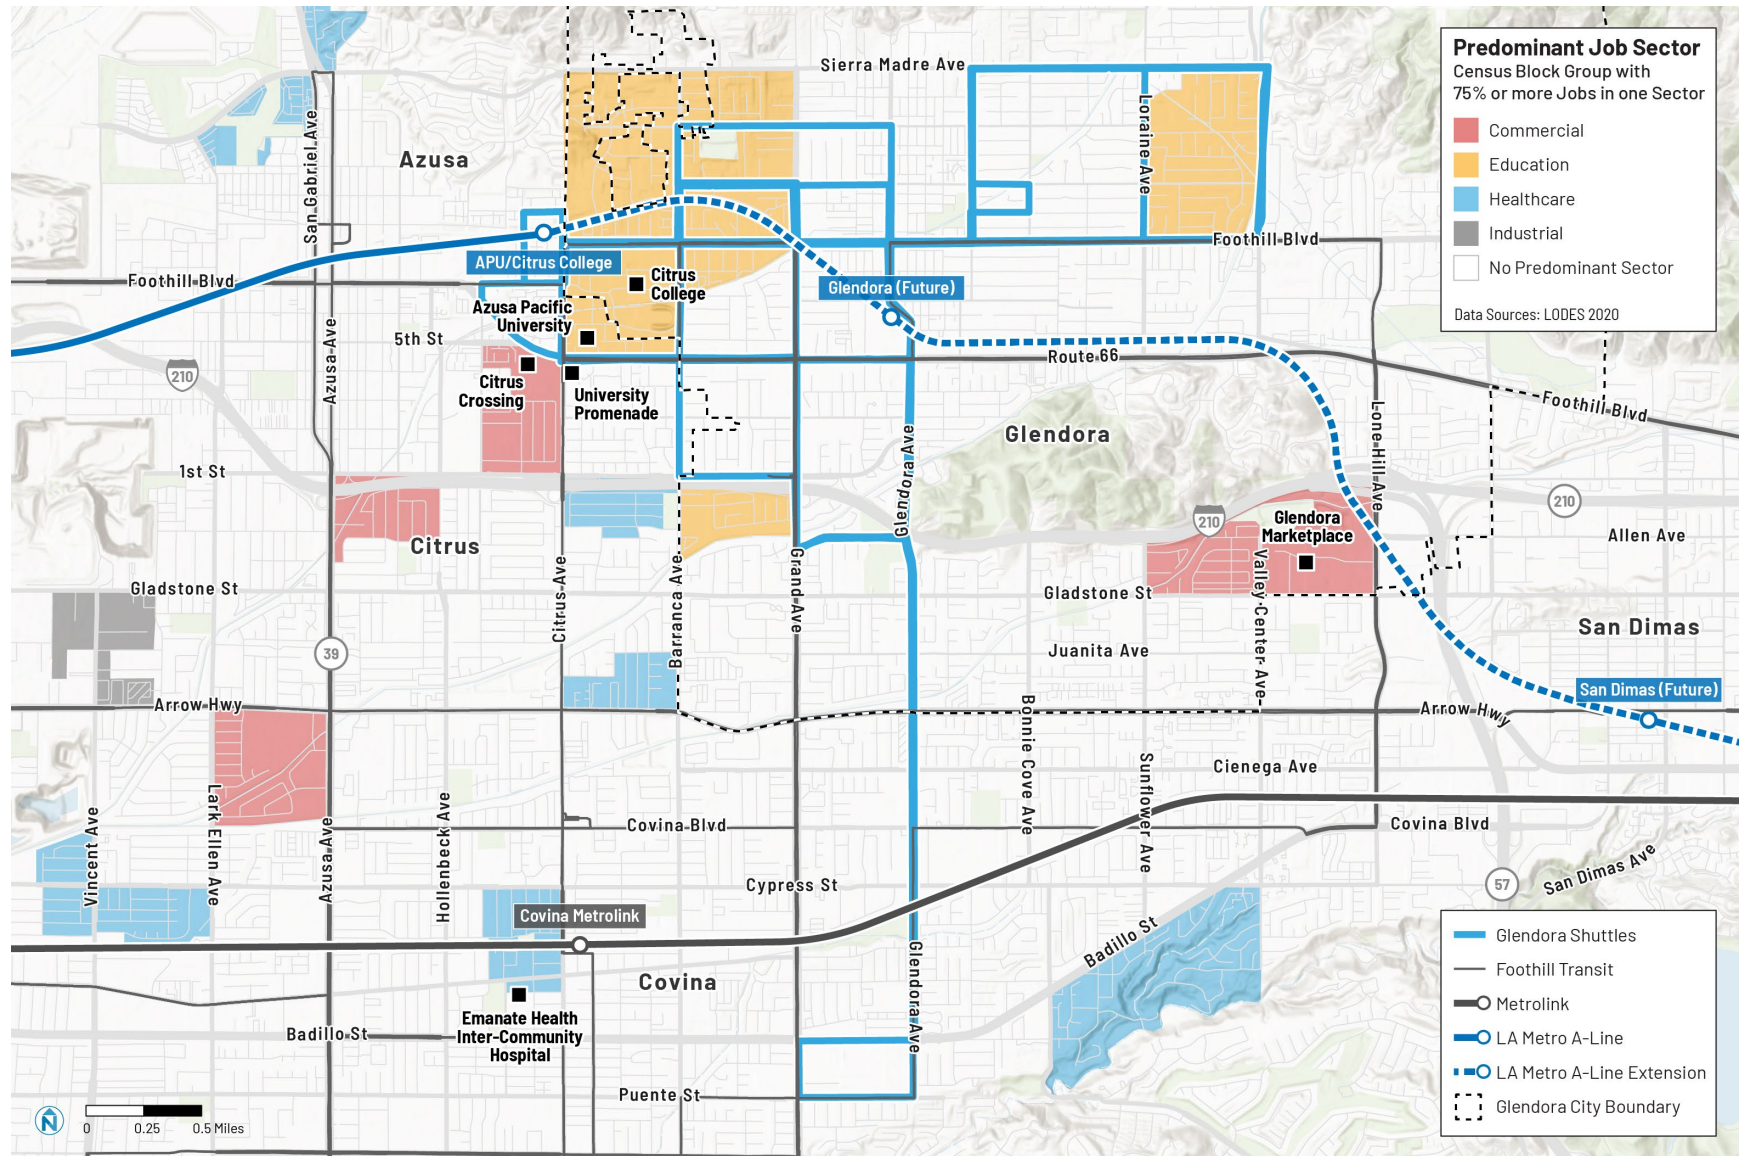 Sierra Madre Ave
Predominant Job Sector
Census Block Group with
75% or more Jobs in one Sector
Commercial
Education
Healthcare
Industrial
No Predominant Sector
Data Sources: LODES 2020
San Gabriel Ave
Azusa
Loraine Ave
Foothill Blvd
APU/Citrus College
Foothill Blvd
Citrus
College
Glendora (Future)
Azusa Pacific
University
5th St
Azusa Ave
Route 66
210
Citrus
Crossing
University
Promenade
Foothill Blvd
Lone Hill Ave
Glendora
Glendora Ave
1st St
210
210
Glendora
Marketplace
Allen Ave
Citrus
Gladstone St
Citrus Ave
Barranca Ave
Grand Ave
Gladstone St
Valley Center Ave
San Dimas
39
Juanita Ave
San Dimas (Future)
Arrow Hwy
Bonnie Cove Ave
Arrow Hwy
Sunflower Ave
Cienega Ave
Vincent Ave
Lark Ellen Ave
Azusa Ave
Hollenbeck Ave
Covina Blvd
Covina Blvd
Cypress St
57
San Dimas Ave
Covina Metrolink
Badillo St
Glendora Ave
Covina
Emanate Health
Inter-Community
Hospital
Badillo St
Puente St
Glendora Shuttles
Foothill Transit
Metrolink
LA Metro A-Line
LA Metro A-Line Extension
Glendora City Boundary
N
0 0.25 0.5 Miles